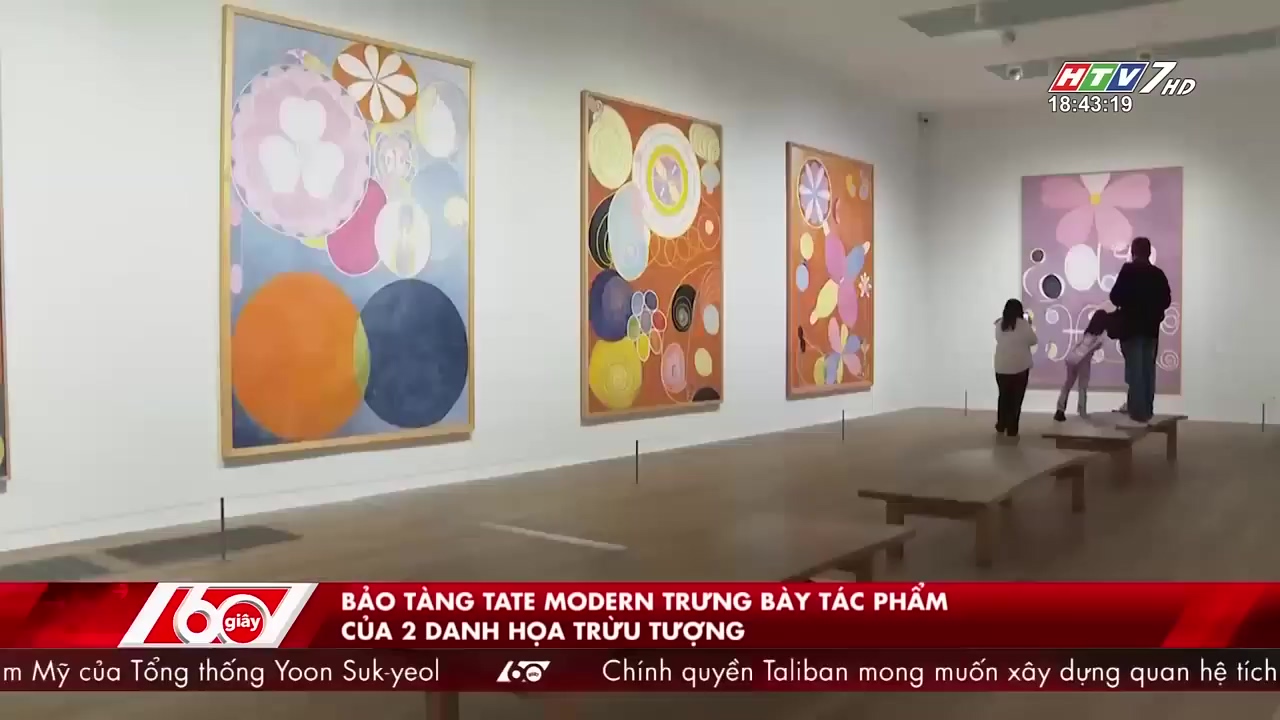 HTV7 HD
18:43:19
60 giây
BẢO TÀNG TATE MODERN TRƯNG BÀY TÁC PHẨM
CỦA 2 DANH HỌA TRỪU TƯỢNG
m Mỹ của Tổng thống Yoon Suk-yeol 60 giây Chính quyền Taliban mong muốn xây dựng quan hệ tích